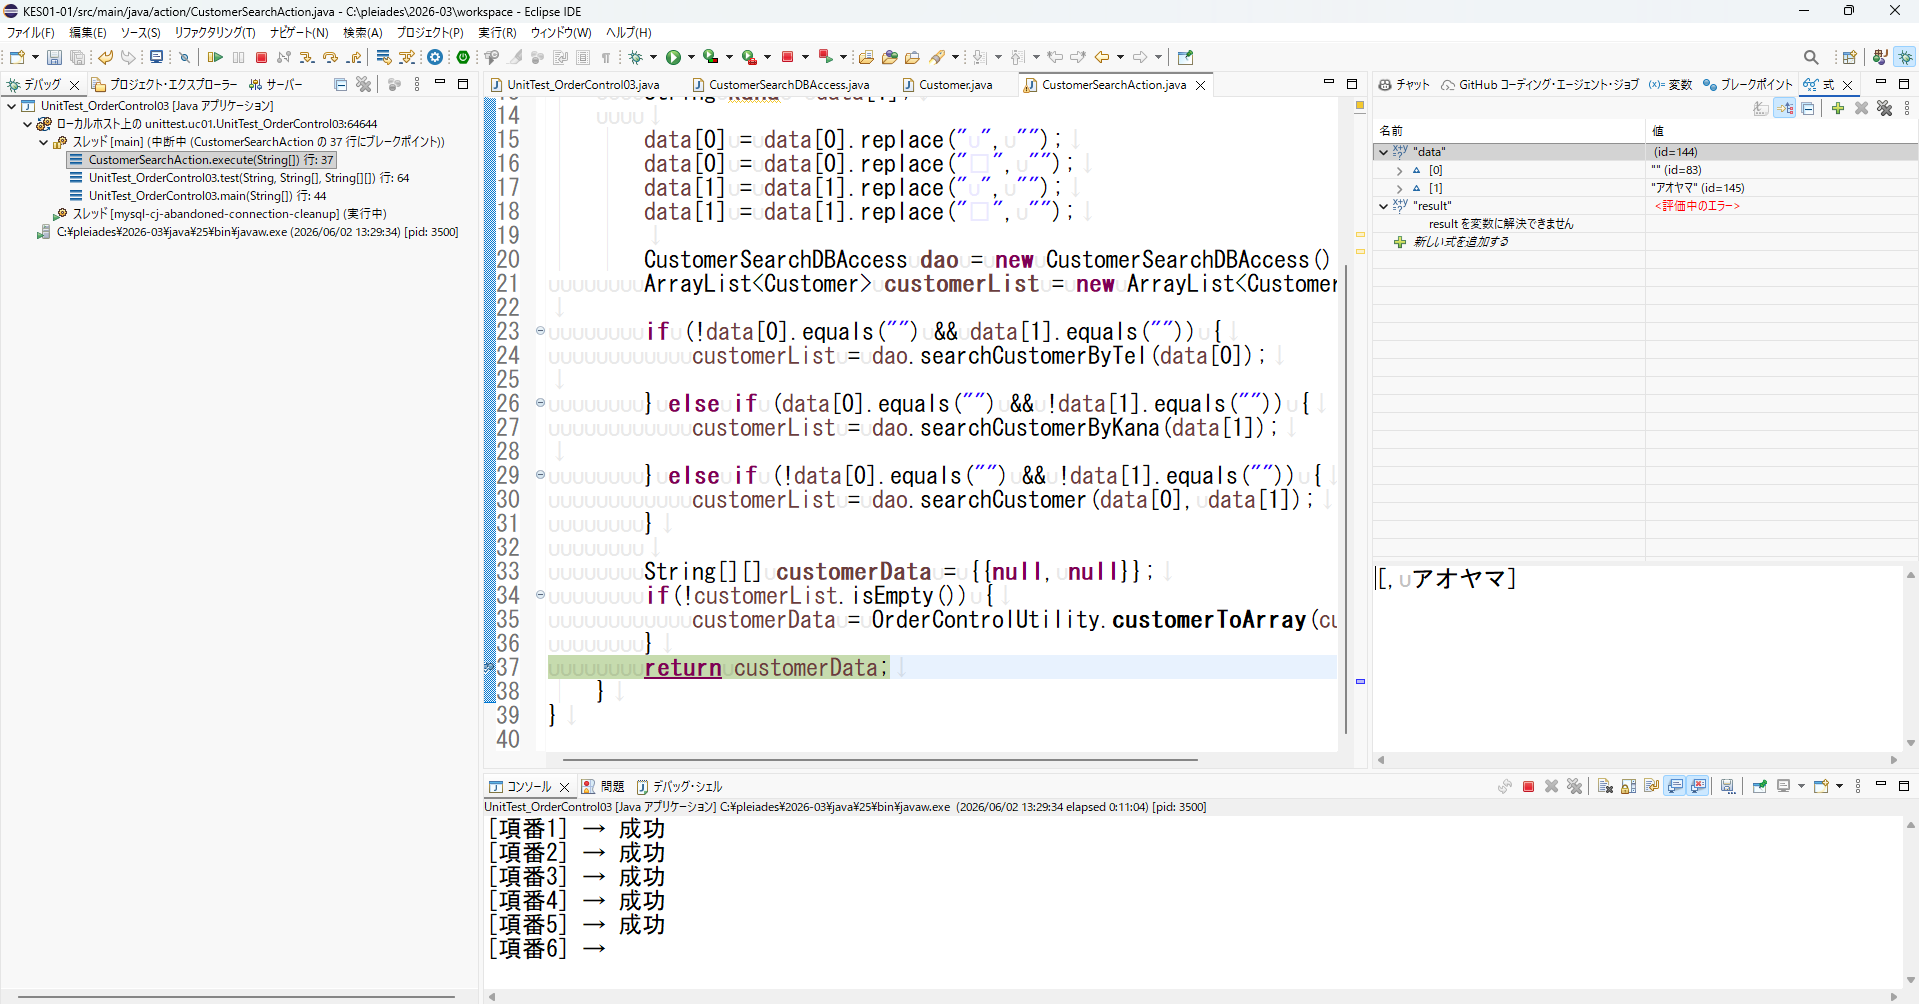 KES01-01/src/main/java/action/CustomerSearchAction.java - C:\pleiades\2026-03\workspace - Eclipse IDE
ファイル(F) 編集(E) ソース(S) リファクタリング(T) ナビゲート(N) 検索(A) プロジェクト(P) 実行(R) ウィンドウ(W) ヘルプ(H)
デバッグ プロジェクト・エクスプローラー サーバー
UnitTest_OrderControl03 [Java アプリケーション]
ローカルホスト上の unittest.uc01.UnitTest_OrderControl03:64644
スレッド [main] (中断中 (CustomerSearchAction の 37 行にブレークポイント))
CustomerSearchAction.execute(String[]) 行: 37
UnitTest_OrderControl03.test(String, String[], String[][]) 行: 64
UnitTest_OrderControl03.main(String[]) 行: 44
スレッド [mysql-cj-abandoned-connection-cleanup] (実行中)
C:¥pleiades¥2026-03¥java¥25¥bin¥javaw.exe (2026/06/02 13:29:34) [pid: 3500]
UnitTest_OrderControl03.java CustomerSearchDBAccess.java Customer.java CustomerSearchAction.java
14
15 data[0] = data[0].replace(" ", "");
16 data[0] = data[0].replace("　", "");
17 data[1] = data[1].replace(" ", "");
18 data[1] = data[1].replace("　", "");
19
20 CustomerSearchDBAccess dao = new CustomerSearchDBAccess()
21 ArrayList<Customer> customerList = new ArrayList<Customer
22
23 if (!data[0].equals("") && data[1].equals("")) {
24 customerList = dao.searchCustomerByTel(data[0]);
25
26 } else if (data[0].equals("") && !data[1].equals("")) {
27 customerList = dao.searchCustomerByKana(data[1]);
28
29 } else if (!data[0].equals("") && !data[1].equals("")) {
30 customerList = dao.searchCustomer(data[0], data[1]);
31 }
32
33 String[][] customerData = {{null, null}};
34 if(!customerList.isEmpty()) {
35 customerData = OrderControlUtility.customerToArray(cu
36 }
37 return customerData;
38 }
39 }
40
チャット GitHub コーディング・エージェント・ジョブ (x)= 変数 ブレークポイント 式
名前 値
"data" (id=144)
[0] "" (id=83)
[1] "アオヤマ" (id=145)
"result" <評価中のエラー>
result を変数に解決できません
新しい式を追加する
[, アオヤマ]
コンソール 問題 デバッグ・シェル
UnitTest_OrderControl03 [Java アプリケーション] C:¥pleiades¥2026-03¥java¥25¥bin¥javaw.exe (2026/06/02 13:29:34 elapsed 0:11:04) [pid: 3500]
[項番1] → 成功
[項番2] → 成功
[項番3] → 成功
[項番4] → 成功
[項番5] → 成功
[項番6] →